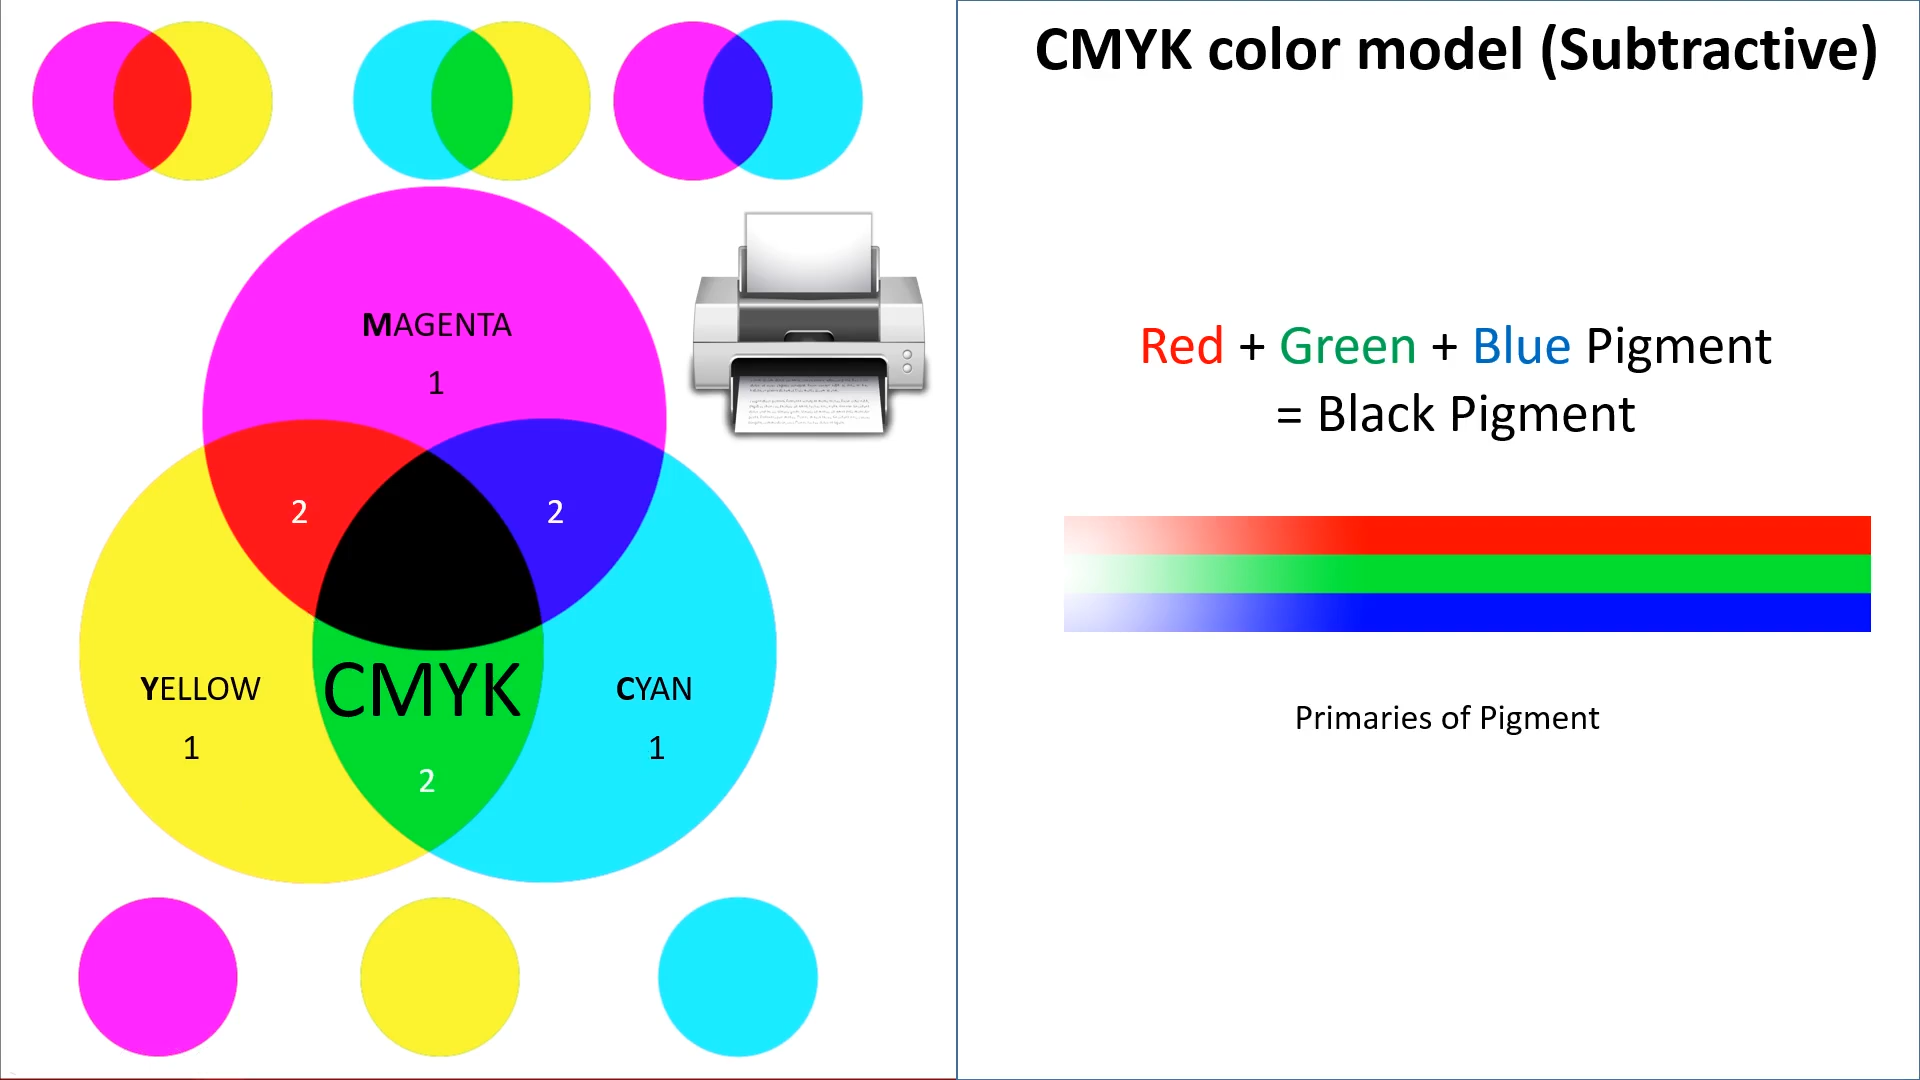 CMYK color model (Subtractive)
MAGENTA
1
2
2
YELLOW
1
CMYK
2
CYAN
1
Red + Green + Blue Pigment
= Black Pigment
Primaries of Pigment